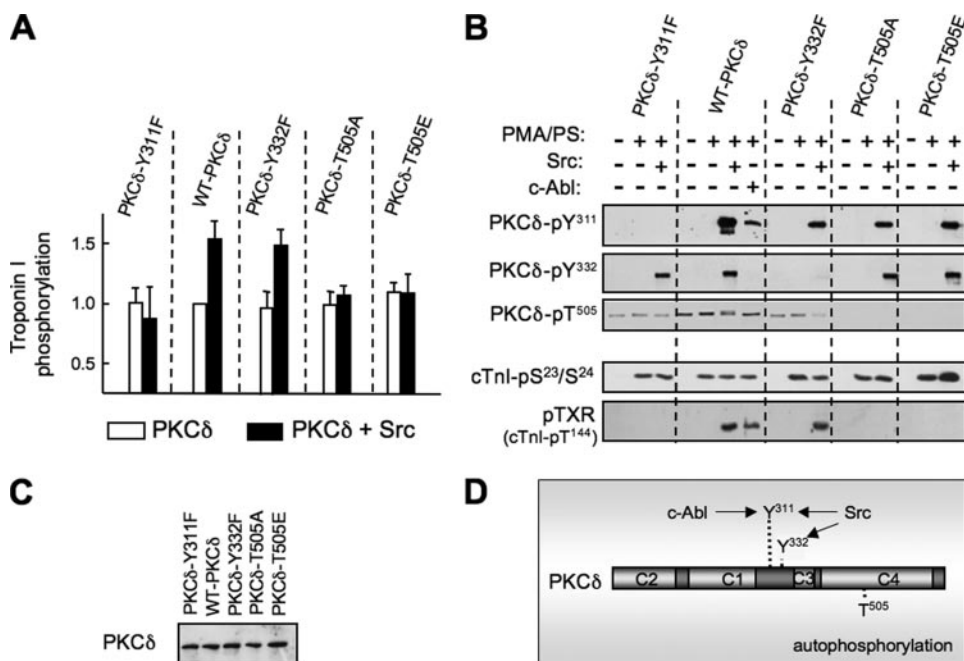 A
PKCδ-Y311F
WT-PKCδ
PKCδ-Y332F
PKCδ-T505A
PKCδ-T505E
Troponin I
phosphorylation
1.5
1.0
0.5
PKCδ
PKCδ + Src
B
PKCδ-Y311F
WT-PKCδ
PKCδ-Y332F
PKCδ-T505A
PKCδ-T505E
PMA/PS: - + + - + + + - + + - + + - + +
Src: - - + - - + - - - + - - + - - +
c-Abl: - - - - - - + - - - - - - - - -
PKCδ-pY³¹¹
PKCδ-pY³³²
PKCδ-pT⁵⁰⁵
cTnI-pS²³/S²⁴
pTXR
(cTnI-pT¹⁴⁴)
C
PKCδ-Y311F
WT-PKCδ
PKCδ-Y332F
PKCδ-T505A
PKCδ-T505E
PKCδ
D
c-Abl Y³¹¹ Src
Y³³²
PKCδ C2 C1 C3 C4
T⁵⁰⁵
autophosphorylation